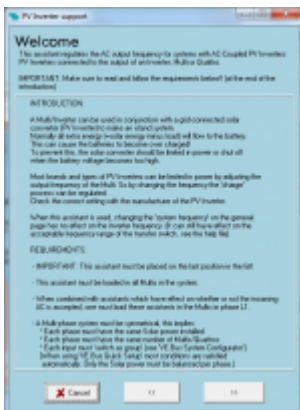 PV Inverter support
Welcome
This assistant regulates the AC output frequency for systems with AC Coupled PV Inverters.
PV Inverters connected to the output of an Inverter, Multi or Quattro.
IMPORTANT: Make sure to read and follow the requirements below! (at the end of the
introduction)
INTRODUCTION:
A Multi/Inverter can be used in conjunction with a grid connected solar
converter (PV Inverter) to make an island system.
Normally all extra energy (=solar energy minus load) will flow to the battery.
This can cause the batteries to become over charged!
To prevent this, the solar converter should be limited in power or shut off
when the battery voltage becomes too high.
Most brands and types of PV Inverters can be limited in power by adjusting the
output frequency of the Multi. So by changing the frequency the 'charge'
process can be regulated.
Check the correct setting with the manufacturer of the PV Inverter.
When this assistant is used, changing the 'system frequency' on the general
page has no effect on the inverter frequency. (It can still have effect on the
acceptable frequency range of the transfer switch, see the help file)
REQUIREMENTS:
- IMPORTANT: This assistant must be placed on the last position in the list!
- This assistant must be loaded in all Multis in the system.
- When combined with assistants which have effect on whether or not the incoming
AC is accepted, one must load these assistants in the Multis in phase L1.
- A Multi phase system must be symmetrical, this implies:
* Each phase must have the same Solar power installed
* Each phase must have the same number of Multis/Quattros
* Each input must 'switch as group' (see VE.Bus System Configurator)
(When using VE.Bus Quick Setup most conditions are satisfied
automatically. Only the Solar power must be balanced per phase.)
Cancel
<<
>>